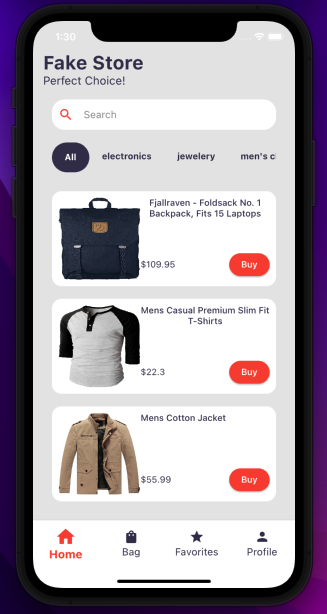 1:30
Fake Store
Perfect Choice!
Search
All electronics jewelery men's cl
Fjallraven - Foldsack No. 1
Backpack, Fits 15 Laptops
$109.95 Buy
Mens Casual Premium Slim Fit
T-Shirts
$22.3 Buy
Mens Cotton Jacket
$55.99 Buy
Home Bag Favorites Profile